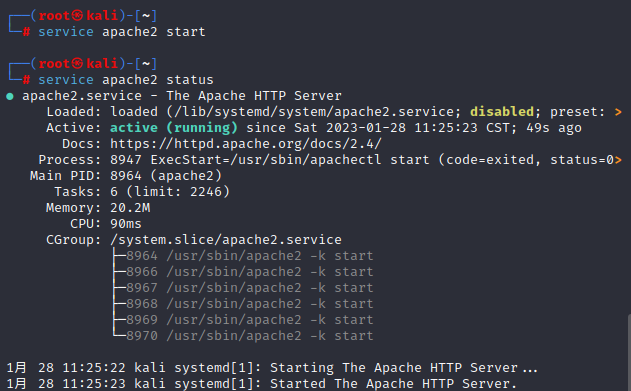 ┌──(root㉿kali)-[~]
└─# service apache2 start
┌──(root㉿kali)-[~]
└─# service apache2 status
● apache2.service - The Apache HTTP Server
Loaded: loaded (/lib/systemd/system/apache2.service; disabled; preset: >
Active: active (running) since Sat 2023-01-28 11:25:23 CST; 49s ago
Docs: https://httpd.apache.org/docs/2.4/
Process: 8947 ExecStart=/usr/sbin/apachectl start (code=exited, status=0>
Main PID: 8964 (apache2)
Tasks: 6 (limit: 2246)
Memory: 20.2M
CPU: 90ms
CGroup: /system.slice/apache2.service
├─8964 /usr/sbin/apache2 -k start
├─8966 /usr/sbin/apache2 -k start
├─8967 /usr/sbin/apache2 -k start
├─8968 /usr/sbin/apache2 -k start
├─8969 /usr/sbin/apache2 -k start
└─8970 /usr/sbin/apache2 -k start
1月 28 11:25:22 kali systemd[1]: Starting The Apache HTTP Server...
1月 28 11:25:23 kali systemd[1]: Started The Apache HTTP Server.